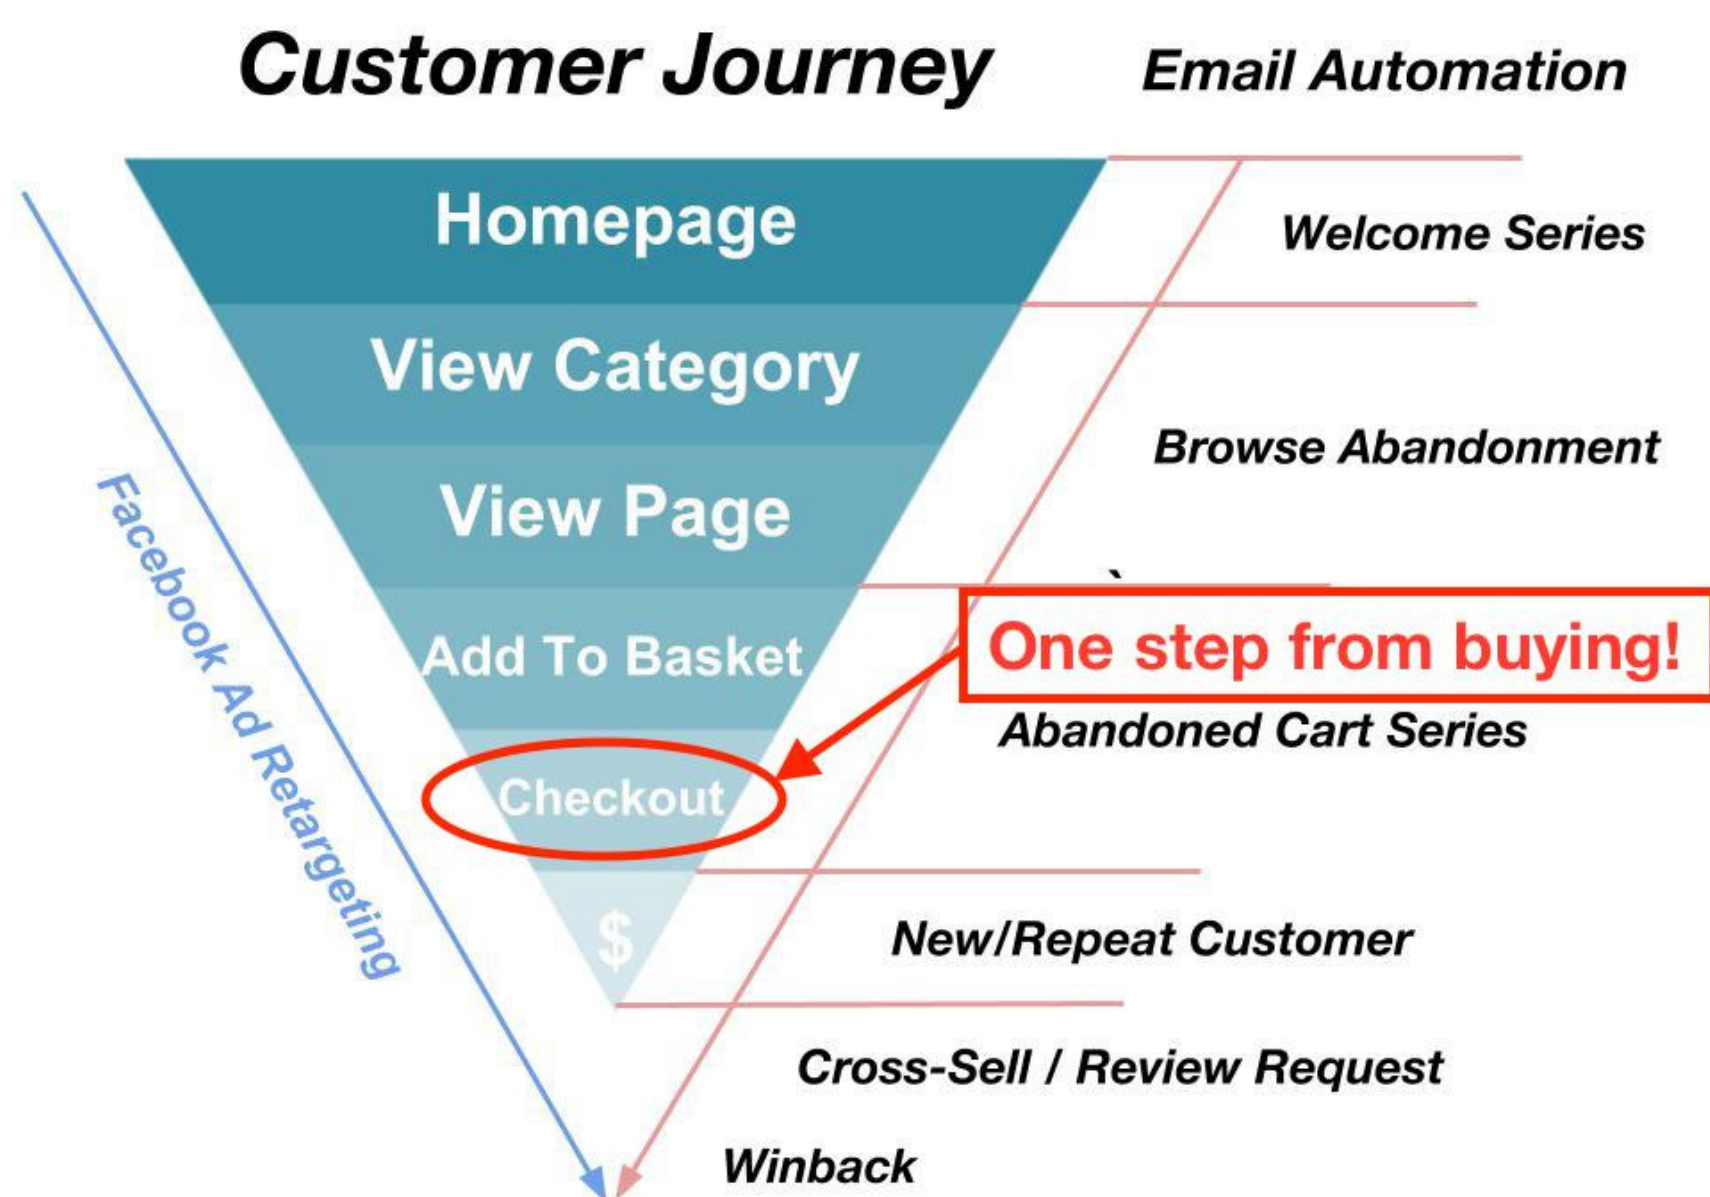 Customer Journey
Email Automation
Homepage
Welcome Series
View Category
Browse Abandonment
View Page
`
Add To Basket
One step from buying!
Abandoned Cart Series
Checkout
Facebook Ad Retargeting
$
New/Repeat Customer
Cross-Sell / Review Request
Winback